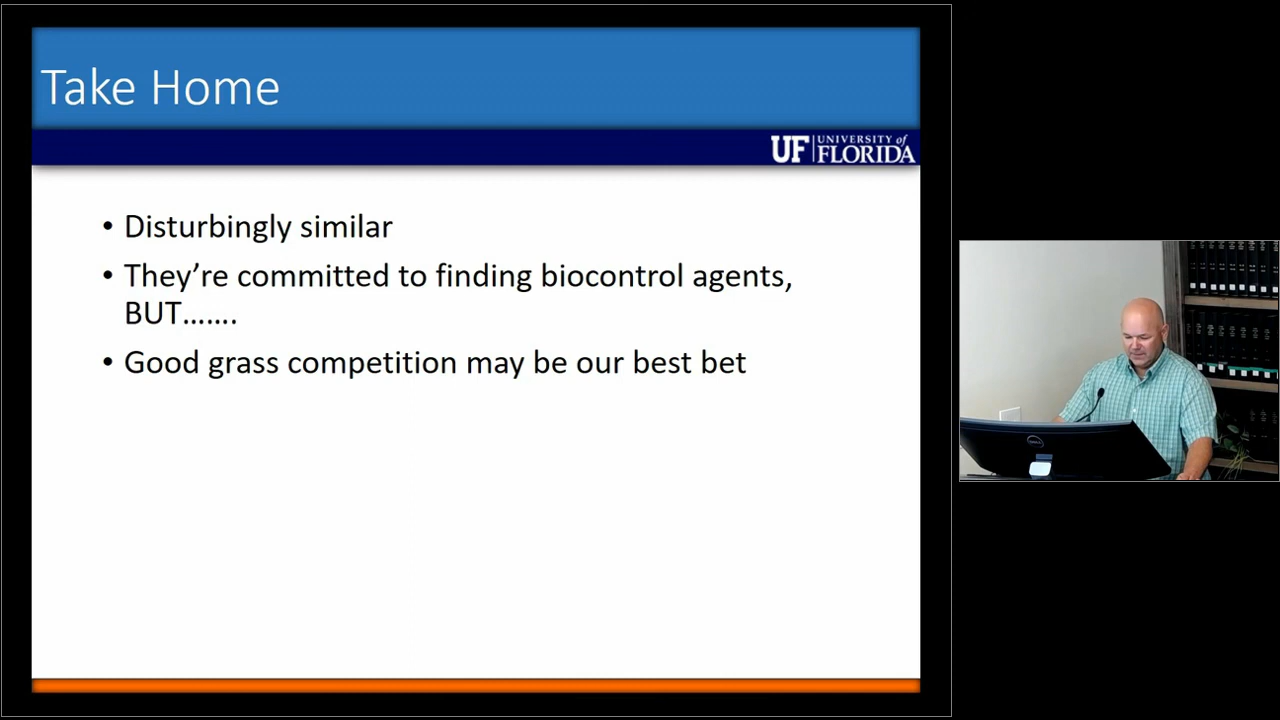 Take Home
UF UNIVERSITY of
FLORIDA
• Disturbingly similar
• They’re committed to finding biocontrol agents,
BUT…….
• Good grass competition may be our best bet
DELL